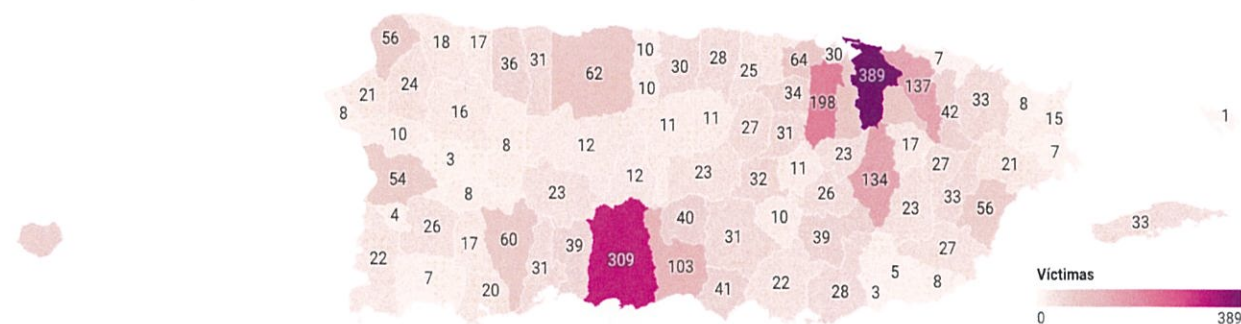 56 18 17 36 31 62 10 30 28 25 64 30 389 7
8 21 24 16 10 34 198 137 42 33 8 15 1
10 3 8 12 11 11 27 31 23 17 27 21 7
54 8 23 12 23 32 11 26 134 23 33 56
4 26 17 60 31 39 309 40 103 31 10 39 27 33
22 7 20 41 22 28 3 5 8
Víctimas
0 389